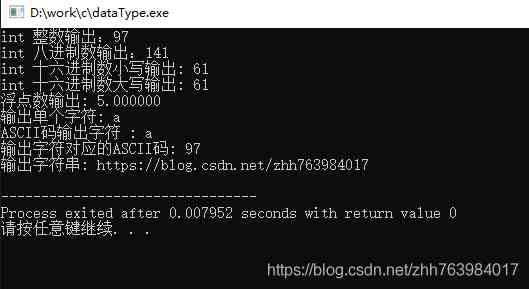 D:\work\c\dataType.exe
int 整数输出：97
int 八进制数输出：141
int 十六进制数小写输出: 61
int 十六进制数大写输出: 61
浮点数输出: 5.000000
输出单个字符: a
ASCII码输出字符 : a
输出字符对应的ASCII码: 97
输出字符串: https://blog.csdn.net/zhh763984017
--------------------------------
Process exited after 0.007952 seconds with return value 0
请按任意键继续. . .
https://blog.csdn.net/zhh763984017